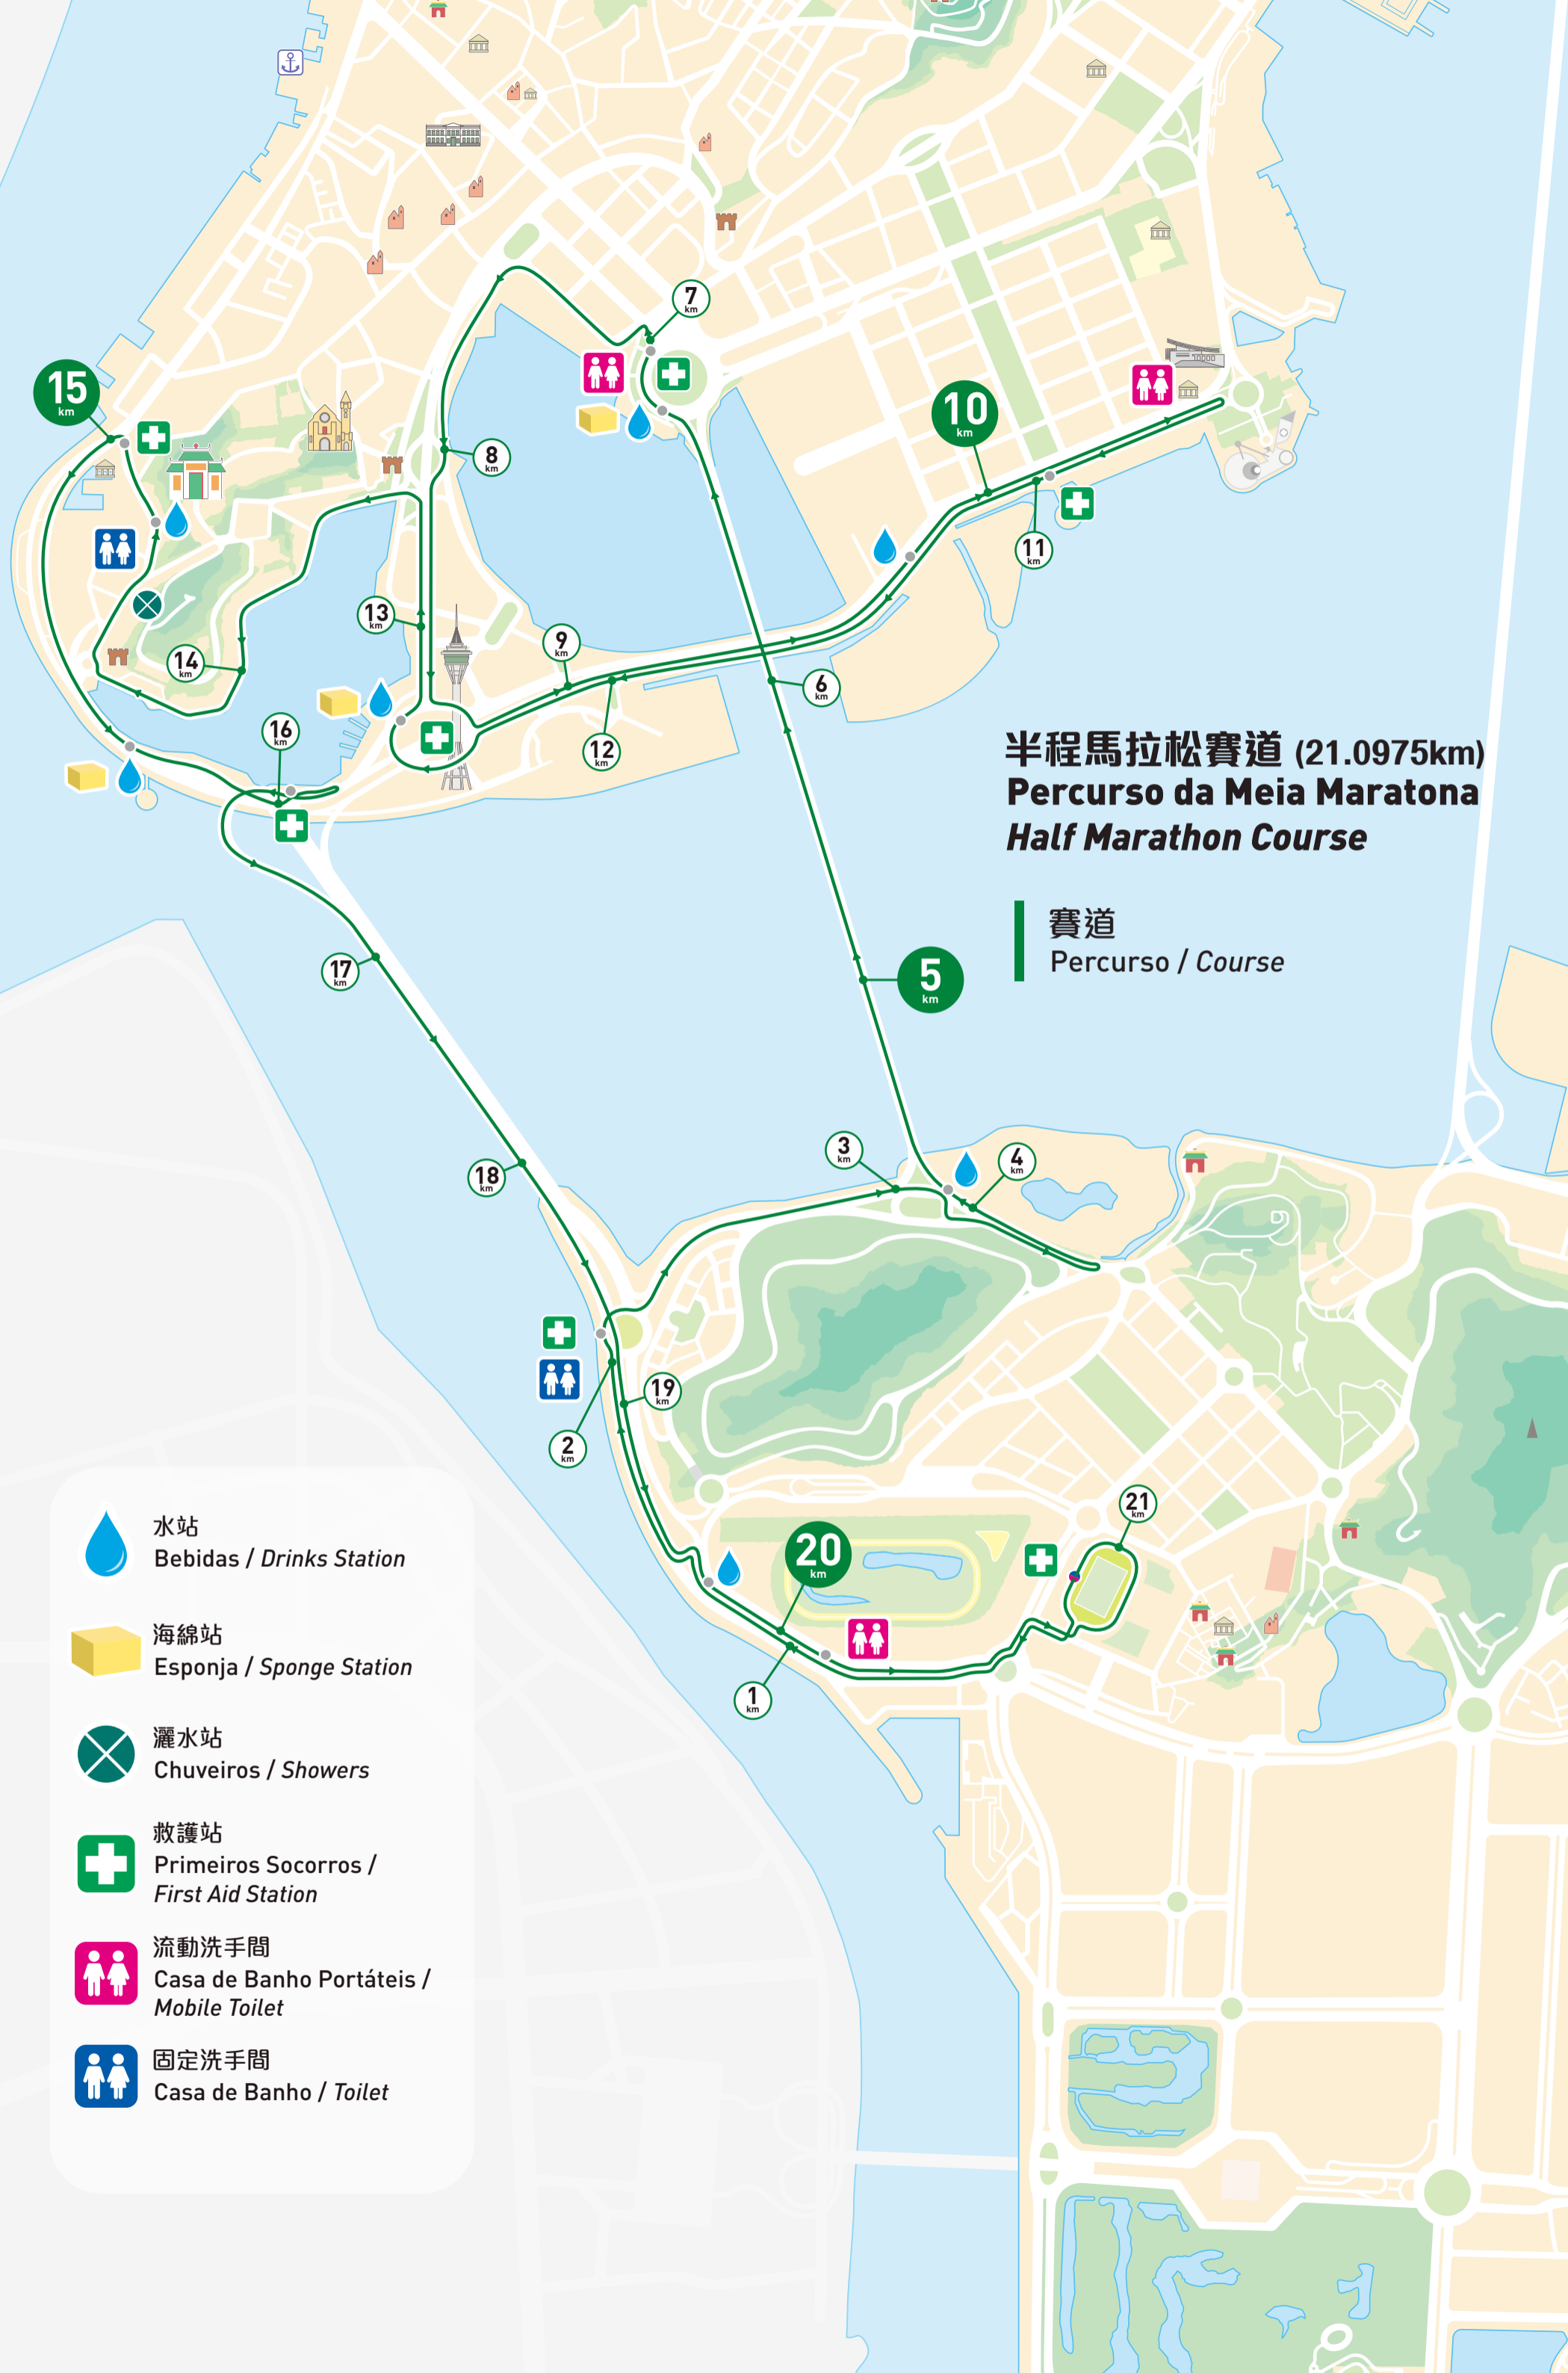 7
km
15
km
10
km
8
km
11
km
13
km
9
km
14
km
6
km
16
km
12
km
半程馬拉松賽道 (21.0975km)
Percurso da Meia Maratona
Half Marathon Course
賽道
Percurso / Course
17
km
5
km
3
km
4
km
18
km
19
km
2
km
21
km
20
km
1
km
水站
Bebidas / Drinks Station
海綿站
Esponja / Sponge Station
灑水站
Chuveiros / Showers
救護站
Primeiros Socorros /
First Aid Station
流動洗手間
Casa de Banho Portáteis /
Mobile Toilet
固定洗手間
Casa de Banho / Toilet